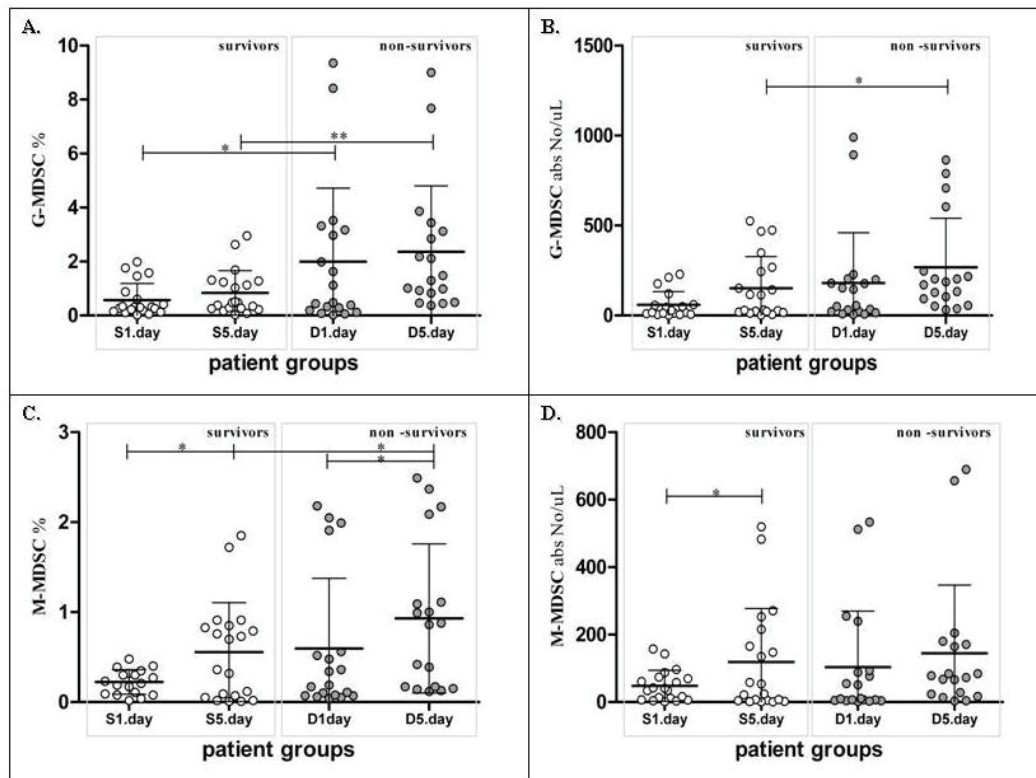 A.
survivors
non-survivors
10
8
6
4
2
0
G-MDSC %
*
**
S1.day
S5.day
D1.day
D5.day
patient groups
B.
survivors
non -survivors
1500
1000
500
0
G-MDSC abs No/uL
*
S1.day
S5.day
D1.day
D5.day
patient groups
C.
survivors
non -survivors
3
2
1
0
M-MDSC %
*
*
*
S1.day
S5.day
D1day
D5.day
patient groups
D.
survivors
non -survivors
800
600
400
200
0
M-MDSC abs No/uL
*
S1.day
S5.day
D1.day
D5.day
patient groups